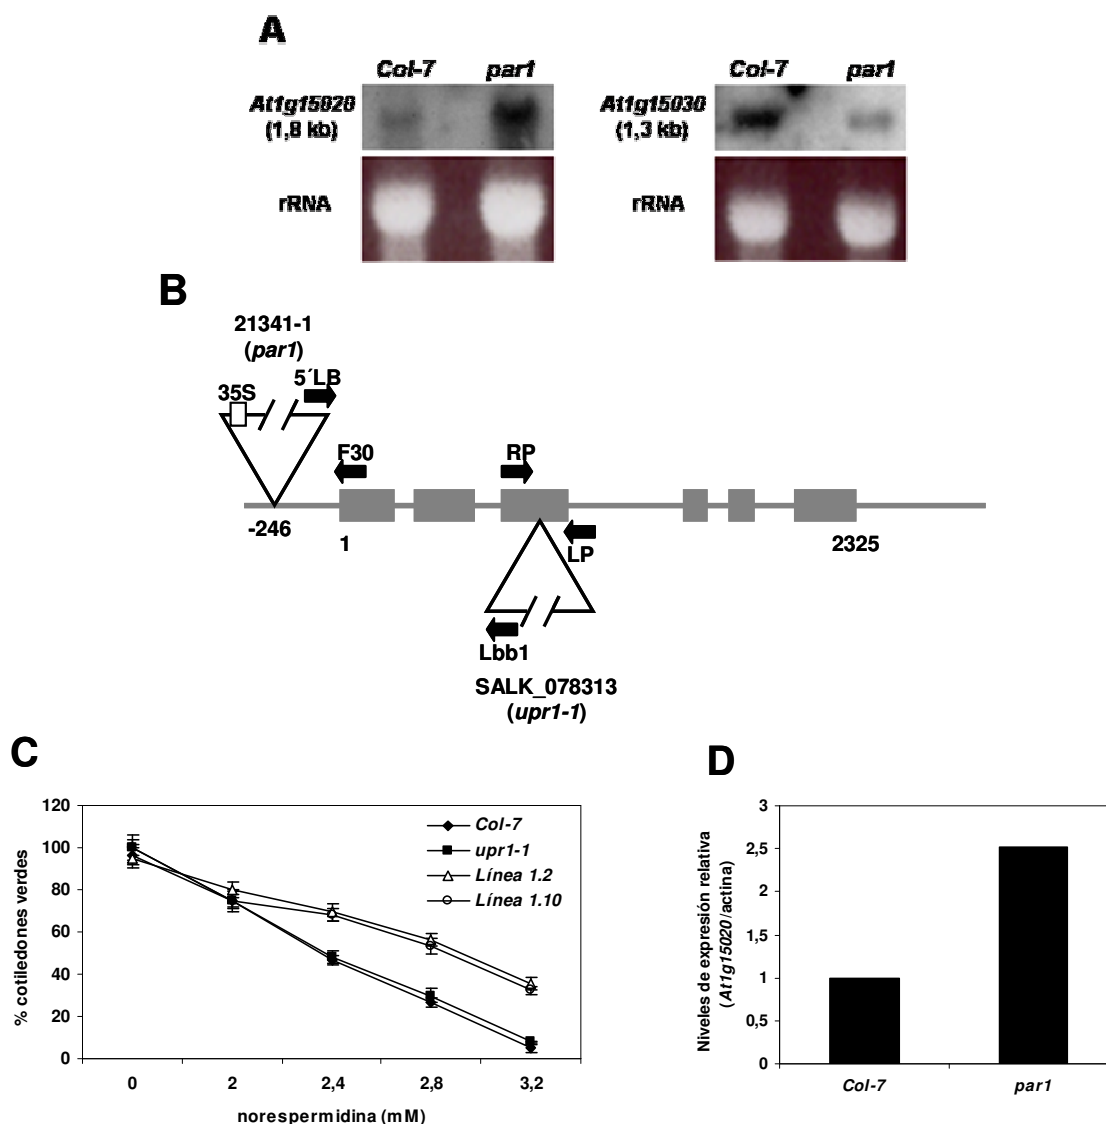 A
Col-7 par1
At1g15020
(1,8 kb)
rRNA
Col-7 par1
At1g15030
(1,3 kb)
rRNA
B
21341-1
(par1)
35S
5´LB
F30
RP
-246
1
LP
2325
Lbb1
SALK_078313
(upr1-1)
C
% cotiledones verdes
120
100
80
60
40
20
0
Col-7
upr1-1
Línea 1.2
Línea 1.10
0 2 2,4 2,8 3,2
norespermidina (mM)
D
Niveles de expresión relativa
(At1g15020/actina)
3
2,5
2
1,5
1
0,5
0
Col-7 par1